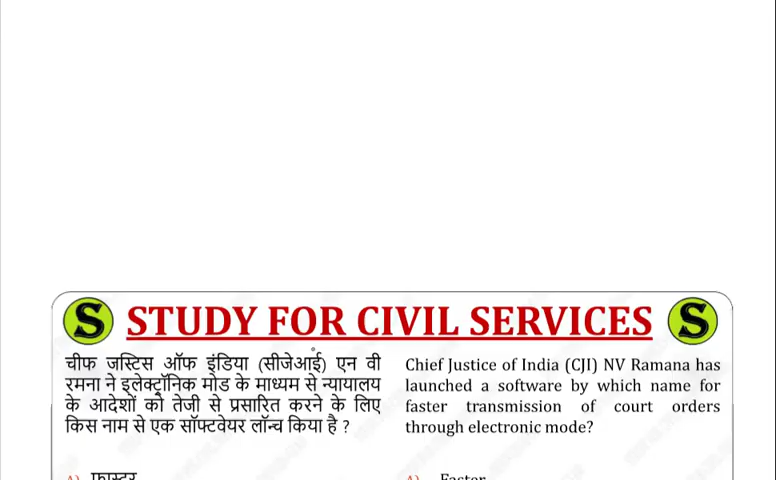 S STUDY FOR CIVIL SERVICES S
चीफ जस्टिस ऑफ इंडिया (सीजेआई) एन वी
रमना ने इलेक्ट्रॉनिक मोड के माध्यम से न्यायालय
के आदेशों को तेजी से प्रसारित करने के लिए
किस नाम से एक सॉफ्टवेयर लॉन्च किया है ?
A) फास्टर
Chief Justice of India (CJI) NV Ramana has
launched a software by which name for
faster transmission of court orders
through electronic mode?
A) Faster